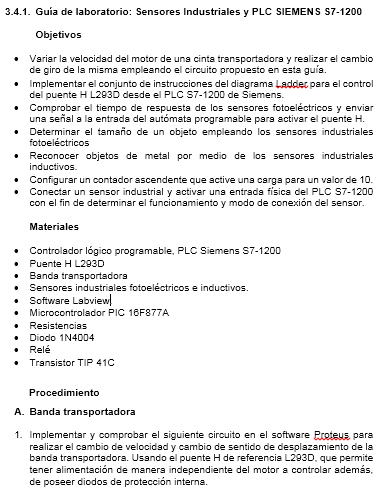 3.4.1. Guía de laboratorio: Sensores Industriales y PLC SIEMENS S7-1200
Objetivos
• Variar la velocidad del motor de una cinta transportadora y realizar el cambio
de giro de la misma empleando el circuito propuesto en esta guía.
• Implementar el conjunto de instrucciones del diagrama Ladder para el control
del puente H L293D desde el PLC S7-1200 de Siemens.
• Comprobar el tiempo de respuesta de los sensores fotoeléctricos y enviar
una señal a la entrada del autómata programable para activar el puente H.
• Determinar el tamaño de un objeto empleando los sensores industriales
fotoeléctricos
• Reconocer objetos de metal por medio de los sensores industriales
inductivos.
• Configurar un contador ascendente que active una carga para un valor de 10.
• Conectar un sensor industrial y activar una entrada física del PLC S7-1200
con el fin de determinar el funcionamiento y modo de conexión del sensor.
Materiales
• Controlador lógico programable, PLC Siemens S7-1200
• Puente H L293D
• Banda transportadora
• Sensores industriales fotoeléctricos e inductivos.
• Software Labview
• Microcontrolador PIC 16F877A
• Resistencias
• Diodo 1N4004
• Relé
• Transistor TIP 41C
Procedimiento
A. Banda transportadora
1. Implementar y comprobar el siguiente circuito en el software Proteus para
realizar el cambio de velocidad y cambio de sentido de desplazamiento de la
banda transportadora. Usando el puente H de referencia L293D, que permite
tener alimentación de manera independiente del motor a controlar además,
de poseer diodos de protección interna.